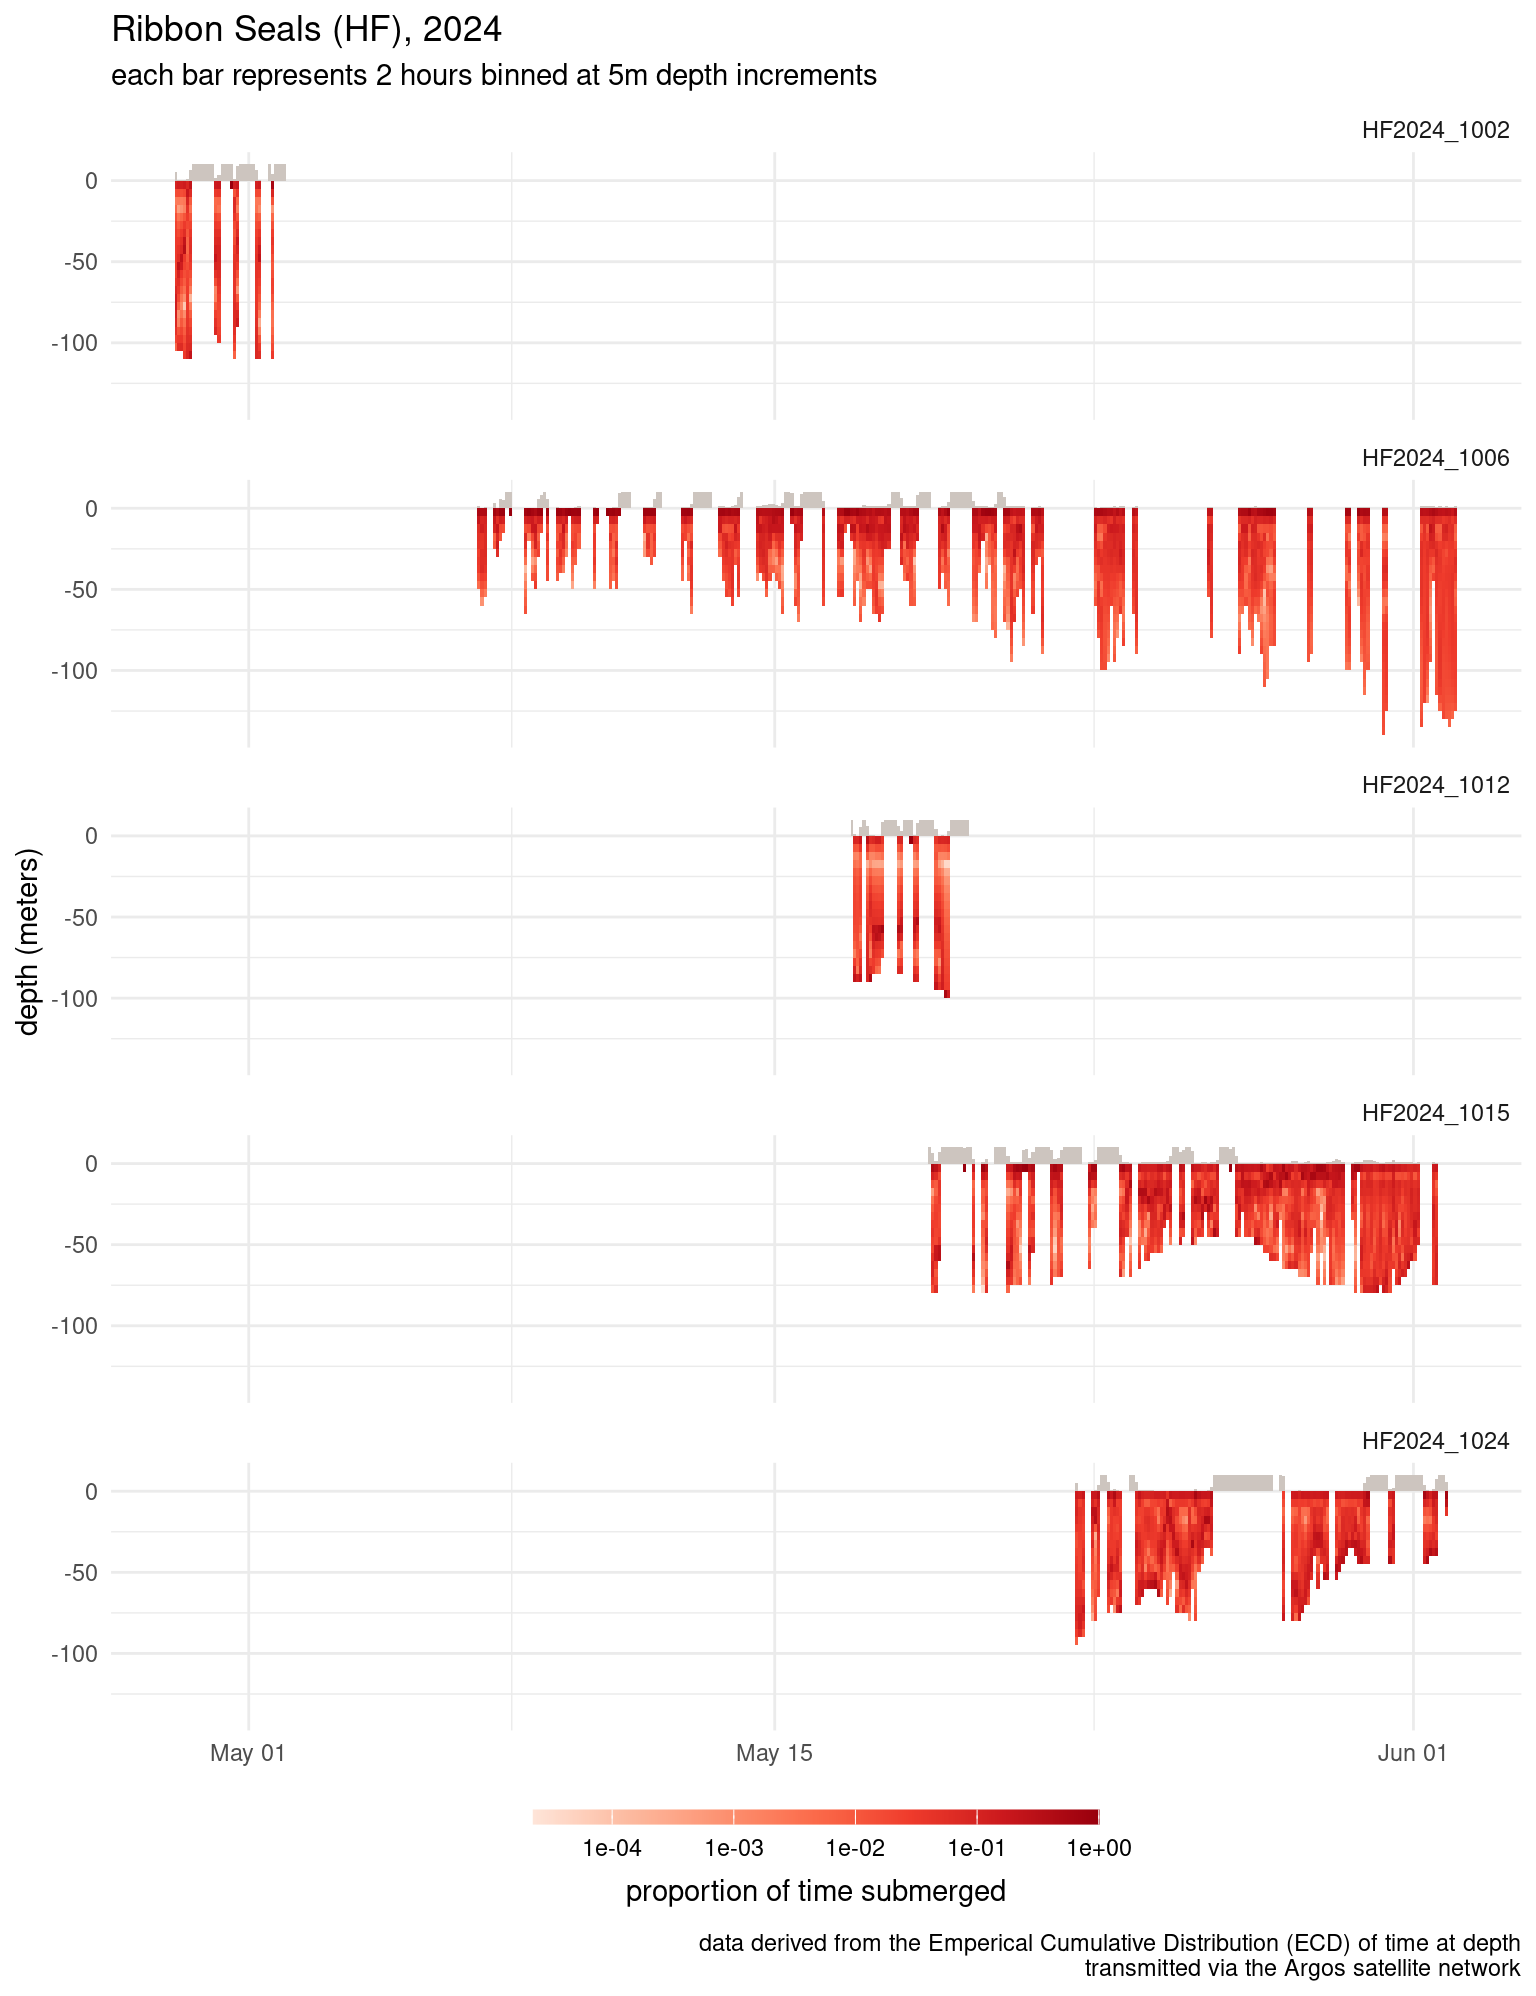 Ribbon Seals (HF), 2024
each bar represents 2 hours binned at 5m depth increments
HF2024_1002
0
-50
-100
HF2024_1006
0
-50
-100
HF2024_1012
0
-50
-100
depth (meters)
HF2024_1015
0
-50
-100
HF2024_1024
0
-50
-100
May 01 May 15 Jun 01
1e-04 1e-03 1e-02 1e-01 1e+00
proportion of time submerged
data derived from the Emperical Cumulative Distribution (ECD) of time at depth
transmitted via the Argos satellite network